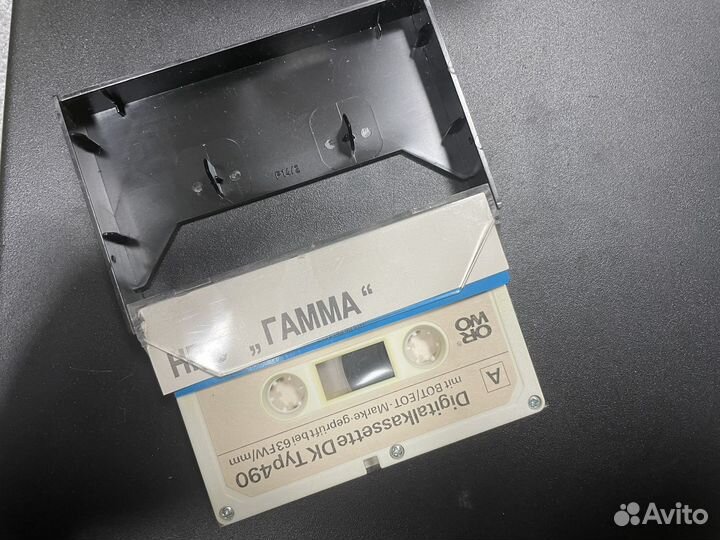 „ГАММА“
ORWO®
A
Digitalkassette DK Typ490
mit BOT/EOT-Marke·geprüft bei 63FW/mm
Avito